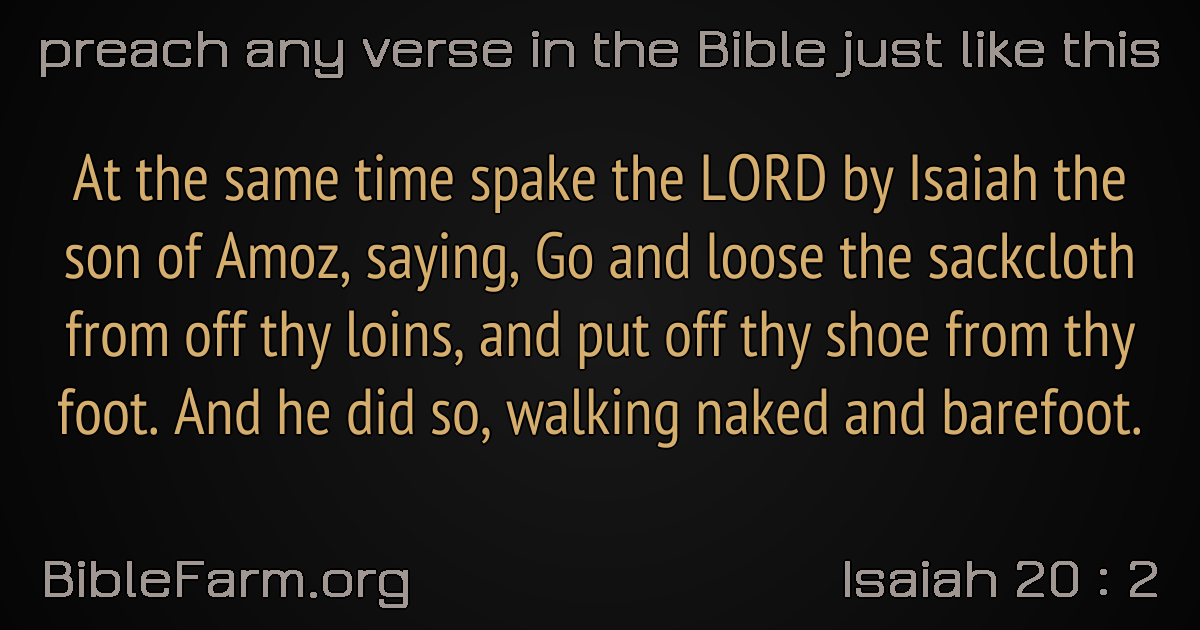 preach any verse in the Bible just like this
At the same time spake the LORD by Isaiah the
son of Amoz, saying, Go and loose the sackcloth
from off thy loins, and put off thy shoe from thy
foot. And he did so, walking naked and barefoot.
BibleFarm.org
Isaiah 20 : 2